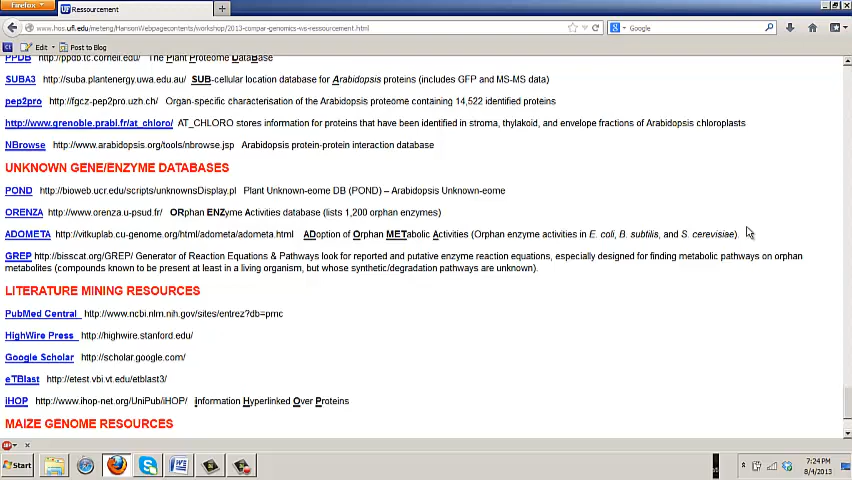 Firefox
Ressourcement
www.hos.ufl.edu/meteng/HansonWebpagecontents/workshop/2013-compar-genomics-ws-ressourcement.html
Google
Edit
Post to Blog
PPDB http://ppdb.tc.cornell.edu/ The Plant Proteome DataBase
SUBA3 http://suba.plantenergy.uwa.edu.au/ SUB-cellular location database for Arabidopsis proteins (includes GFP and MS-MS data)
pep2pro http://fgcz-pep2pro.uzh.ch/ Organ-specific characterisation of the Arabidopsis proteome containing 14,522 identified proteins
http://www.grenoble.prabi.fr/at_chloro/ AT_CHLORO stores information for proteins that have been identified in stroma, thylakoid, and envelope fractions of Arabidopsis chloroplasts
NBrowse http://www.arabidopsis.org/tools/nbrowse.jsp Arabidopsis protein-protein interaction database
UNKNOWN GENE/ENZYME DATABASES
POND http://bioweb.ucr.edu/scripts/unknownsDisplay.pl Plant Unknown-eome DB (POND) – Arabidopsis Unknown-eome
ORENZA http://www.orenza.u-psud.fr/ ORphan ENZyme Activities database (lists 1,200 orphan enzymes)
ADOMETA http://vitkuplab.cu-genome.org/html/adometa/adometa.html ADoption of Orphan METabolic Activities (Orphan enzyme activities in E. coli, B. subtilis, and S. cerevisiae).
GREP http://bisscat.org/GREP/ Generator of Reaction Equations & Pathways look for reported and putative enzyme reaction equations, especially designed for finding metabolic pathways on orphan
metabolites (compounds known to be present at least in a living organism, but whose synthetic/degradation pathways are unknown).
LITERATURE MINING RESOURCES
PubMed Central http://www.ncbi.nlm.nih.gov/sites/entrez?db=pmc
HighWire Press http://highwire.stanford.edu/
Google Scholar http://scholar.google.com/
eTBlast http://etest.vbi.vt.edu/etblast3/
iHOP http://www.ihop-net.org/UniPub/iHOP/ Information Hyperlinked Over Proteins
MAIZE GENOME RESOURCES
Start
7:24 PM
8/4/2013